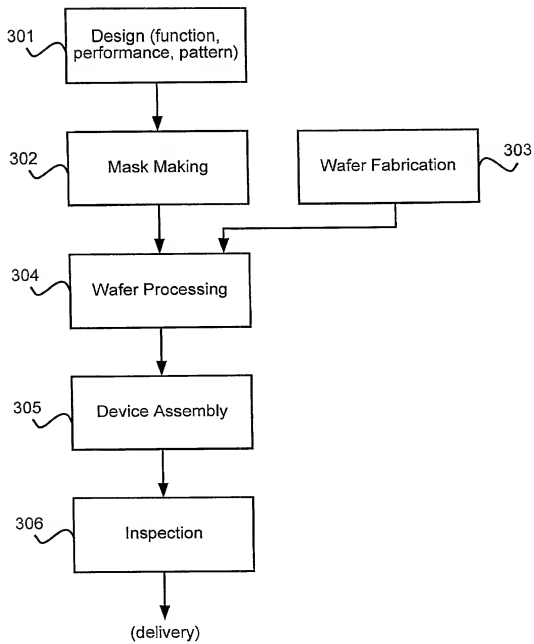 301
Design (function,
performance, pattern)
302
Mask Making
303
Wafer Fabrication
304
Wafer Processing
305
Device Assembly
306
Inspection
(delivery)